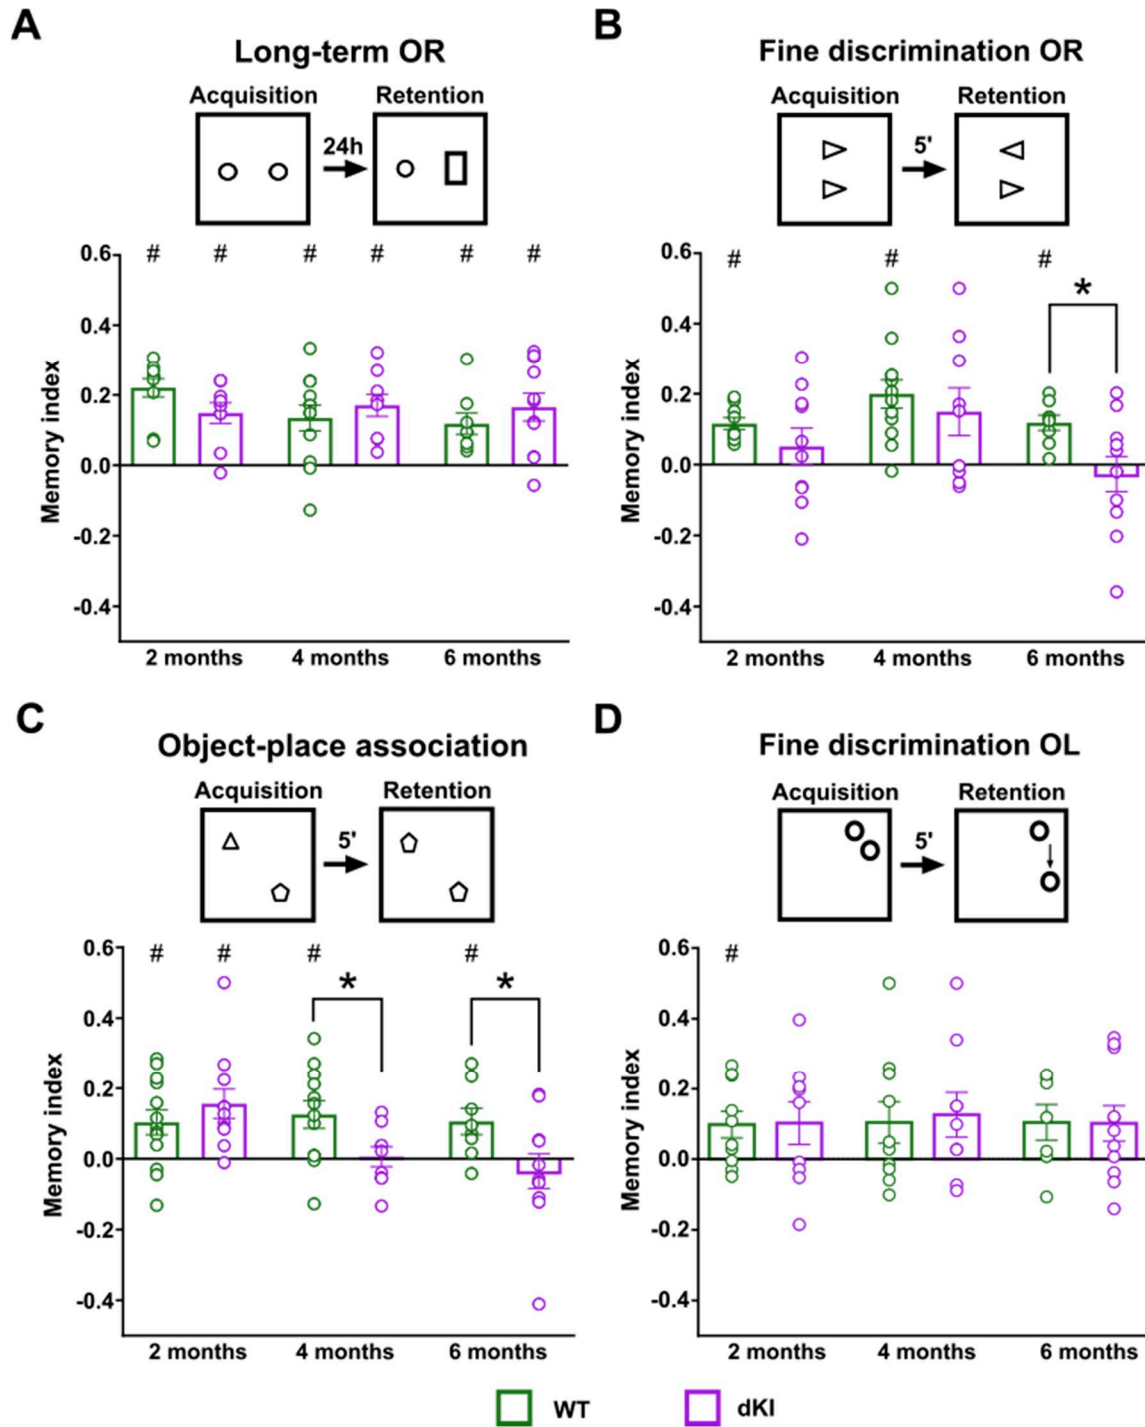 A
Long-term OR
Acquisition Retention
24h
# # # # # #
0.6
0.4
0.2
0.0
-0.2
-0.4
Memory index
2 months 4 months 6 months
B
Fine discrimination OR
Acquisition Retention
5'
# # #
*
0.6
0.4
0.2
0.0
-0.2
-0.4
Memory index
2 months 4 months 6 months
C
Object-place association
Acquisition Retention
5'
# # # #
* *
0.6
0.4
0.2
0.0
-0.2
-0.4
Memory index
2 months 4 months 6 months
D
Fine discrimination OL
Acquisition Retention
5'
#
0.6
0.4
0.2
0.0
-0.2
-0.4
Memory index
2 months 4 months 6 months
WT dKI